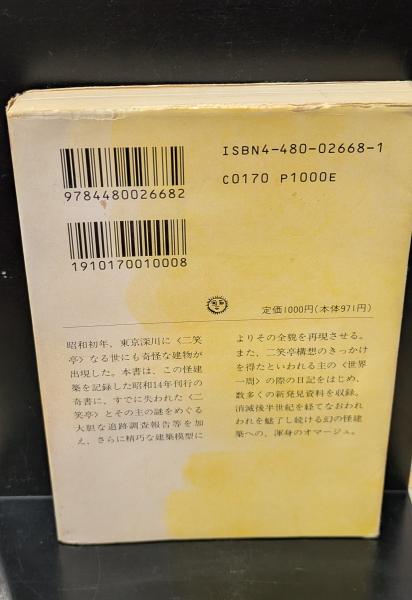 ISBN4-480-02668-1
C0170 P1000E
9784480026682
1910170010008
定価1000円(本体971円)
昭和初年、東京深川に〈二笑
亭〉なる世にも奇怪な建物が
出現した。本書は、この怪建
築を記録した昭和14年刊行の
奇書に、すでに失われた〈二
笑亭〉とその主の謎をめぐる
大胆な追跡調査報告等を加
え、さらに精巧な建築模型に
よりその全貌を再現させる。
また、二笑亭構想のきっかけ
を得たといわれる主の〈世界
一周〉の際の日記をはじめ、
数多くの新発見資料を収録。
消滅後半世紀を経てなおわれ
われを魅了し続ける幻の怪建
築への、渾身のオマージュ。